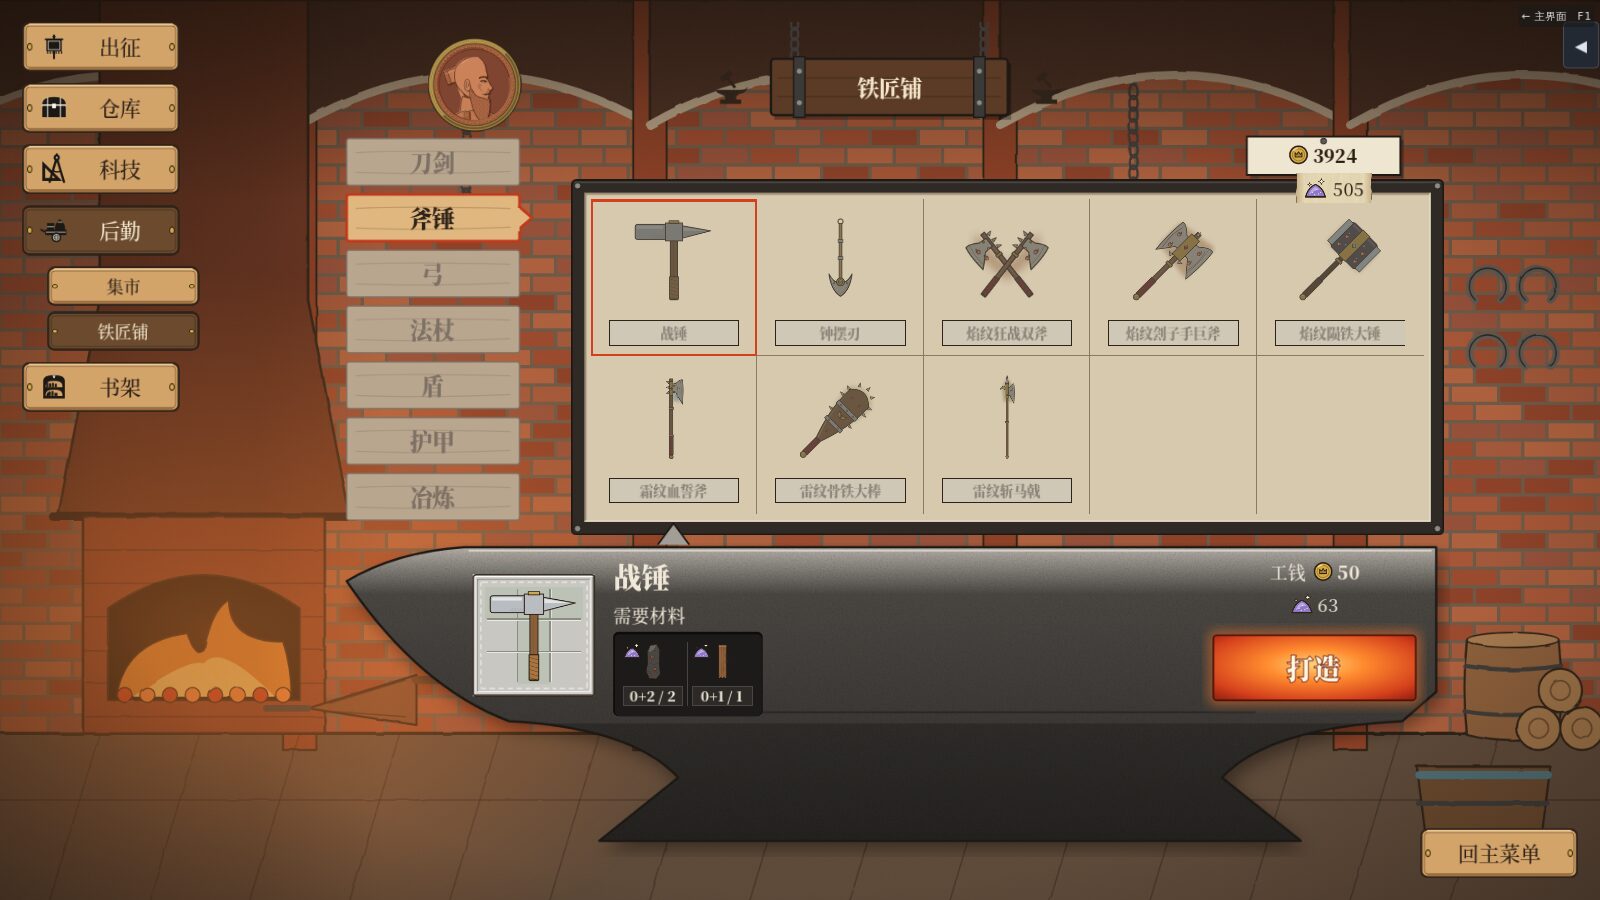 ← 主界面 F1
出征
仓库
科技
后勤
集市
铁匠铺
书架
铁匠铺
3924
505
刀剑
斧锤
弓
法杖
盾
护甲
冶炼
战锤
钟摆刃
焰纹狂战双斧
焰纹刽子手巨斧
焰纹陨铁大锤
霜纹血誓斧
雷纹骨铁大棒
雷纹斩马戟
战锤
需要材料
0+2 / 2
0+1 / 1
工钱 50
63
打造
回主菜单